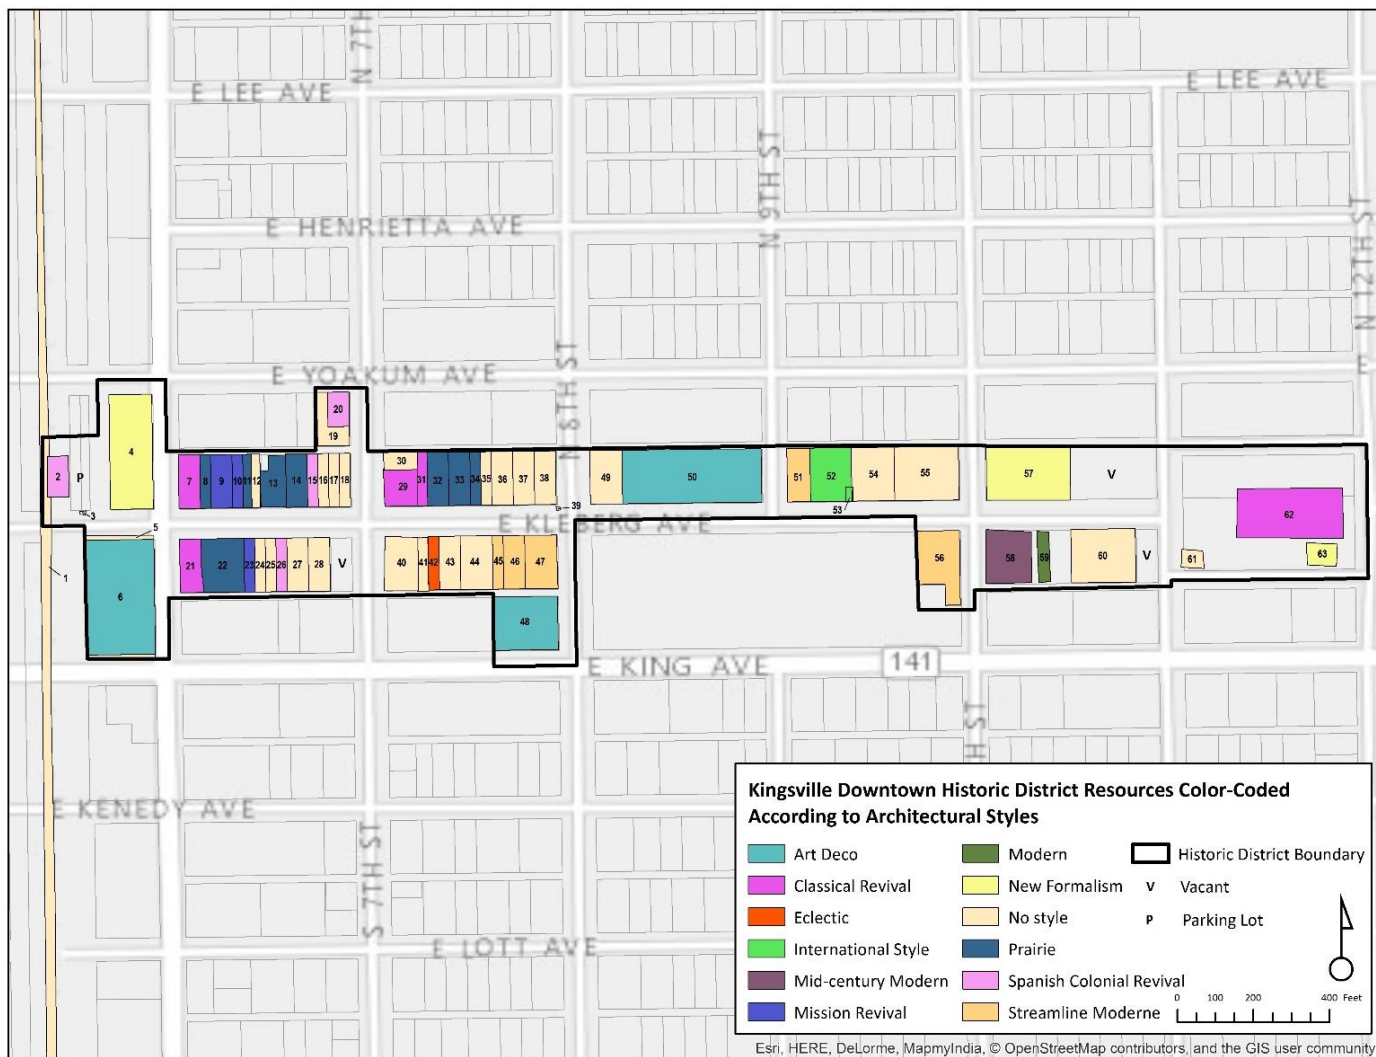 N 7TH
E LEE AVE
E LEE AVE
N 9TH ST
N 12TH ST
E HENRIETTA AVE
N 8TH ST
E YOAKUM AVE
E
20
19
30
2
P
4
7
8
9
10
11
12
13
14
15
16
17
18
29
31
32
33
34
35
36
37
38
49
50
51
52
54
55
57
V
62
3
39
53
5
E KLEBERG AVE
1
6
21
22
23
24
25
26
27
28
V
40
41
42
43
44
45
46
47
56
58
59
60
V
61
63
48
E KING AVE
141
H ST
E KENEDY AVE
S 7TH ST
E LOTT AVE
Kingsville Downtown Historic District Resources Color-Coded
According to Architectural Styles
Art Deco
Modern
Historic District Boundary
Classical Revival
New Formalism
V Vacant
Eclectic
No style
P Parking Lot
International Style
Prairie
Mid-century Modern
Spanish Colonial Revival
Mission Revival
Streamline Moderne
0 100 200 400 Feet
Esri, HERE, DeLorme, MapmyIndia, © OpenStreetMap contributors, and the GIS user community